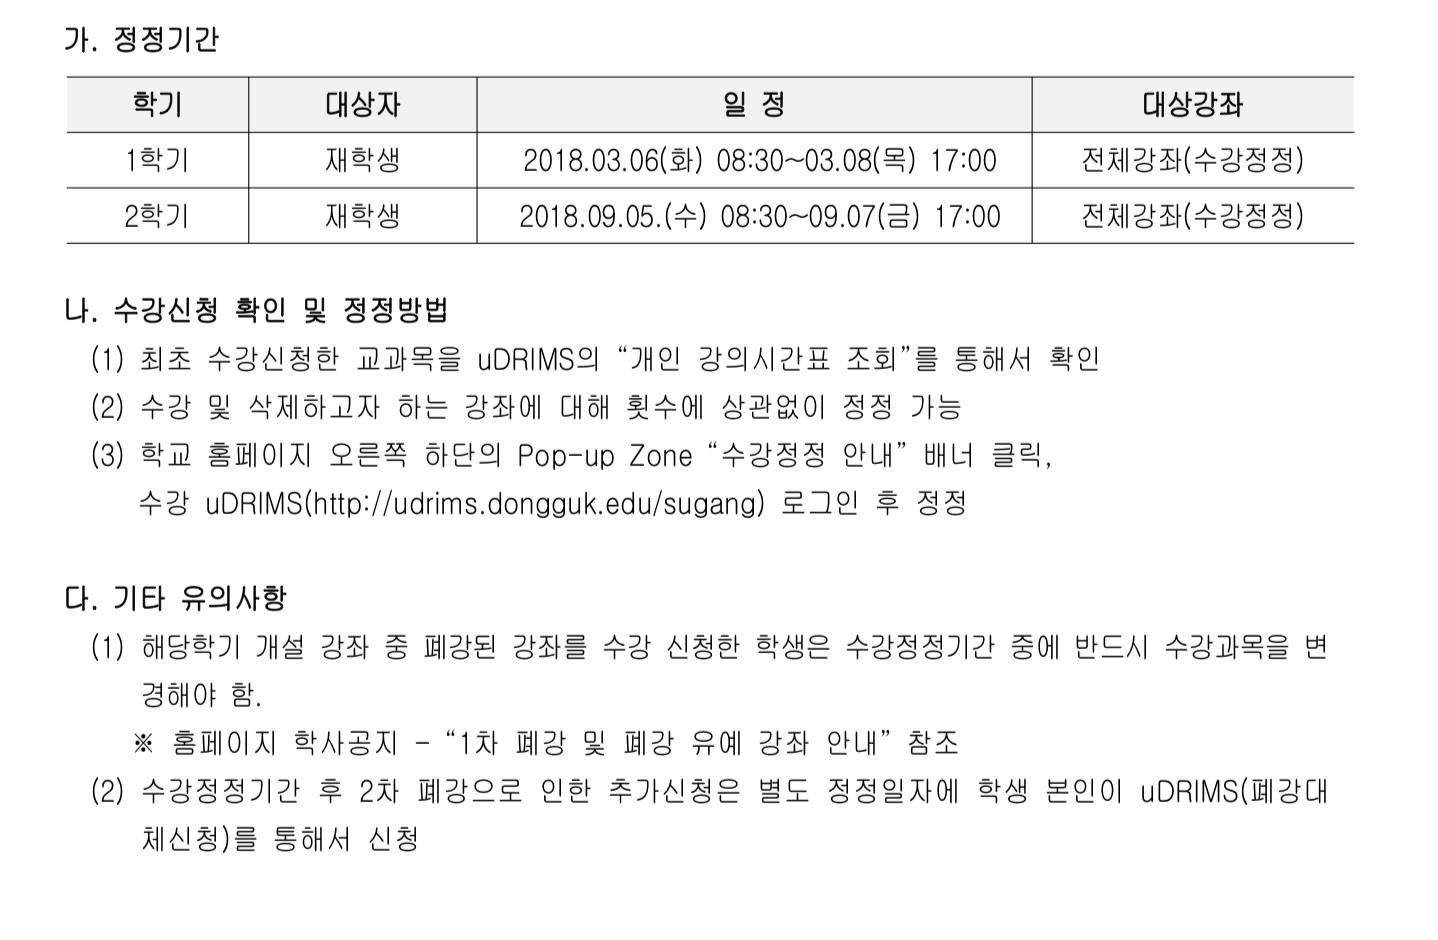 가. 정정기간
학기 대상자 일 정 대상강좌
1학기 재학생 2018.03.06(화) 08:30~03.08(목) 17:00 전체강좌(수강정정)
2학기 재학생 2018.09.05.(수) 08:30~09.07(금) 17:00 전체강좌(수강정정)
나. 수강신청 확인 및 정정방법
(1) 최초 수강신청한 교과목을 uDRIMS의 “개인 강의시간표 조회”를 통해서 확인
(2) 수강 및 삭제하고자 하는 강좌에 대해 횟수에 상관없이 정정 가능
(3) 학교 홈페이지 오른쪽 하단의 Pop-up Zone “수강정정 안내” 배너 클릭,
수강 uDRIMS(http://udrims.dongguk.edu/sugang) 로그인 후 정정
다. 기타 유의사항
(1) 해당학기 개설 강좌 중 폐강된 강좌를 수강 신청한 학생은 수강정정기간 중에 반드시 수강과목을 변
경해야 함.
※ 홈페이지 학사공지 - “1차 폐강 및 폐강 유예 강좌 안내” 참조
(2) 수강정정기간 후 2차 폐강으로 인한 추가신청은 별도 정정일자에 학생 본인이 uDRIMS(폐강대
체신청)를 통해서 신청